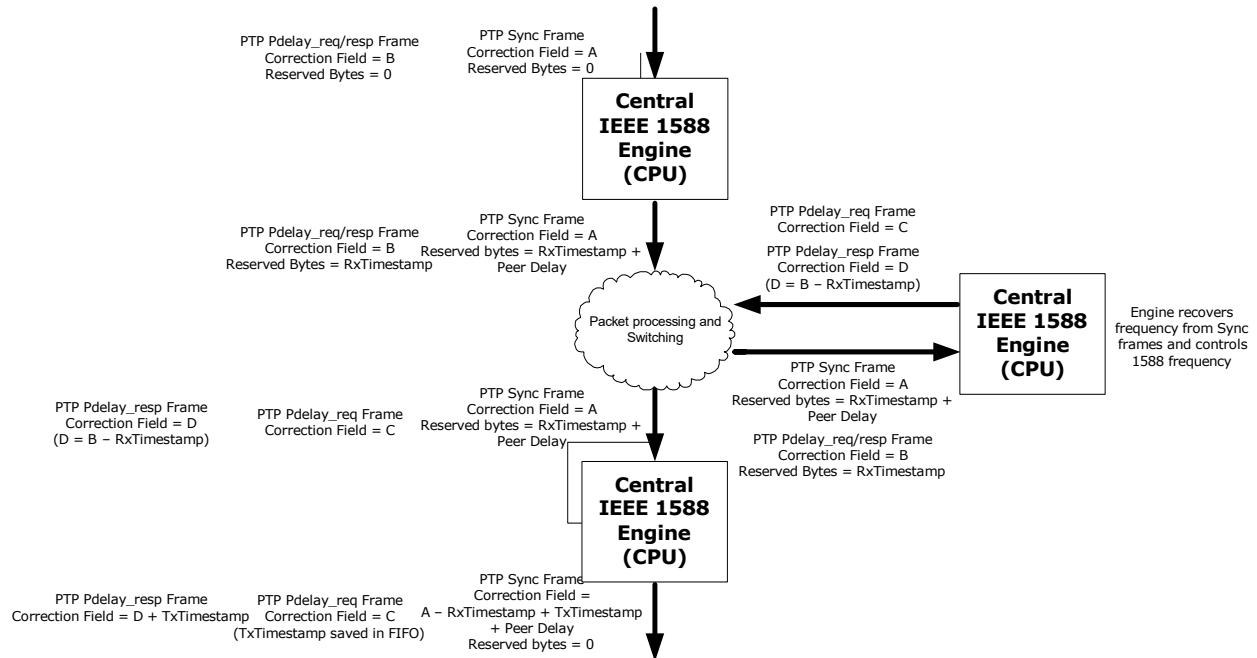 PTP Pdelay_req/resp Frame
Correction Field = B
Reserved Bytes = 0
PTP Sync Frame
Correction Field = A
Reserved Bytes = 0
Central
IEEE 1588
Engine
(CPU)
PTP Pdelay_req/resp Frame
Correction Field = B
Reserved Bytes = RxTimestamp
PTP Sync Frame
Correction Field = A
Reserved bytes = RxTimestamp +
Peer Delay
PTP Pdelay_req Frame
Correction Field = C
PTP Pdelay_resp Frame
Correction Field = D
(D = B – RxTimestamp)
Packet processing and
Switching
Central
IEEE 1588
Engine
(CPU)
Engine recovers
frequency from Sync
frames and controls
1588 frequency
PTP Sync Frame
Correction Field = A
Reserved bytes = RxTimestamp +
Peer Delay
PTP Pdelay_req/resp Frame
Correction Field = B
Reserved Bytes = RxTimestamp
PTP Pdelay_resp Frame
Correction Field = D
(D = B – RxTimestamp)
PTP Pdelay_req Frame
Correction Field = C
PTP Sync Frame
Correction Field = A
Reserved bytes = RxTimestamp +
Peer Delay
Central
IEEE 1588
Engine
(CPU)
PTP Pdelay_resp Frame
Correction Field = D + TxTimestamp
PTP Pdelay_req Frame
Correction Field = C
(TxTimestamp saved in FIFO)
PTP Sync Frame
Correction Field =
A – RxTimestamp + TxTimestamp
+ Peer Delay
Reserved bytes = 0